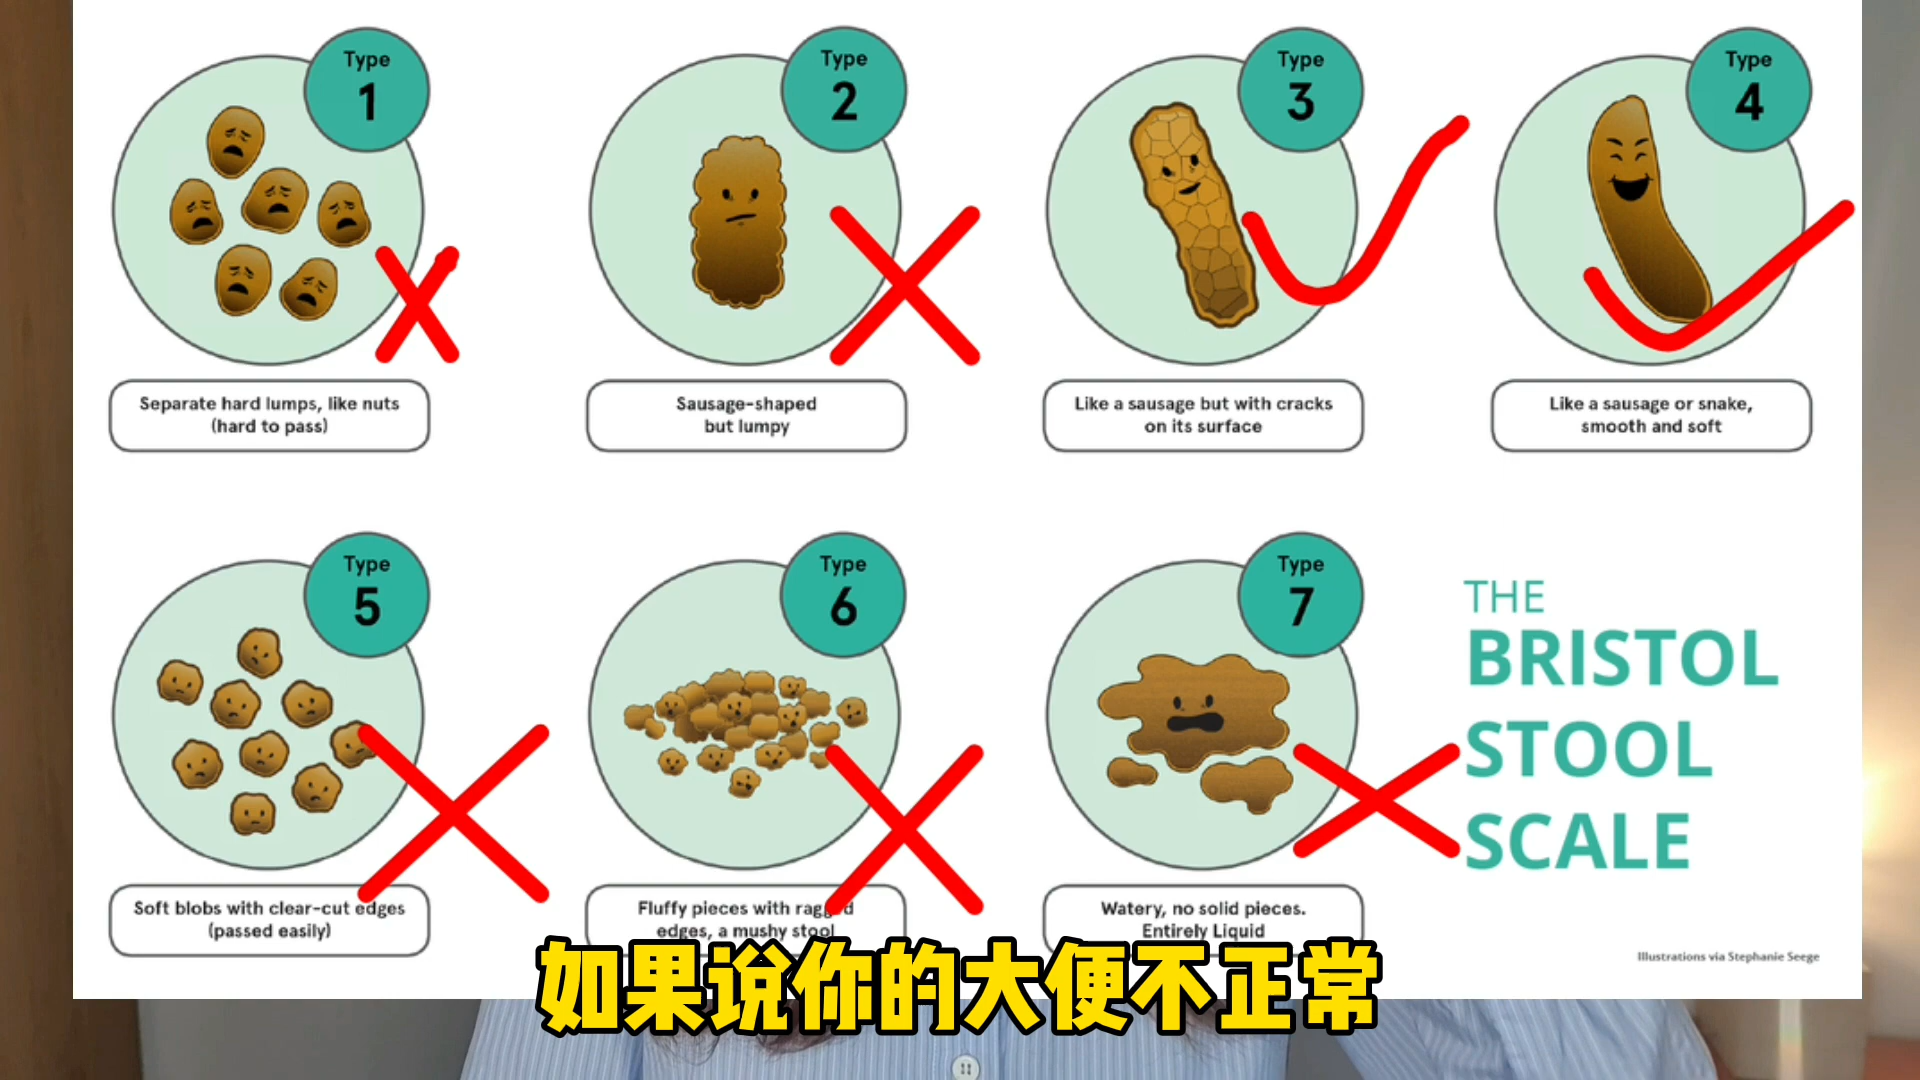 Type
1
Type
2
Type
3
Type
4
Separate hard lumps, like nuts
(hard to pass)
Sausage-shaped
but lumpy
Like a sausage but with cracks
on its surface
Like a sausage or snake,
smooth and soft
Type
5
Type
6
Type
7
THE
BRISTOL
STOOL
SCALE
Soft blobs with clear-cut edges
(passed easily)
Fluffy pieces with ragged
edges, a mushy stool
Watery, no solid pieces.
Entirely Liquid
Illustrations via Stephanie Seege
如果说你的大便不正常